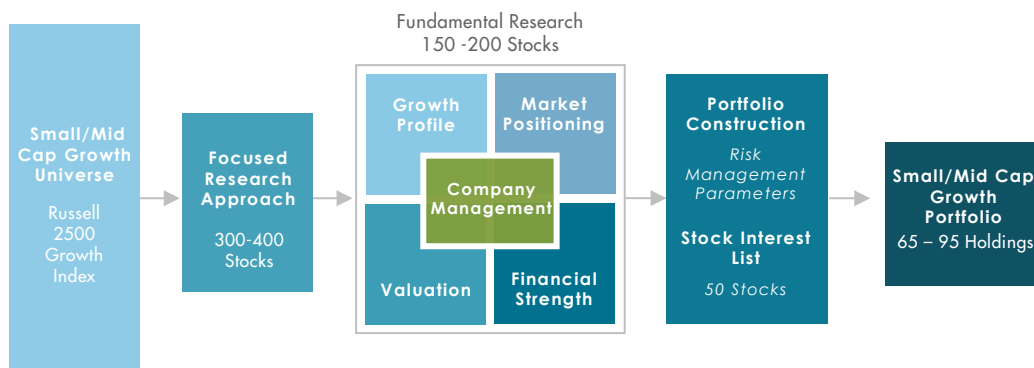 Small/Mid
Cap Growth
Universe
Russell
2500
Growth
Index
Focused
Research
Approach
300-400
Stocks
Fundamental Research
150 -200 Stocks
Growth
Profile
Market
Positioning
Company
Management
Valuation
Financial
Strength
Portfolio
Construction
Risk
Management
Parameters
Stock Interest
List
50 Stocks
Small/Mid Cap
Growth
Portfolio
65 – 95 Holdings